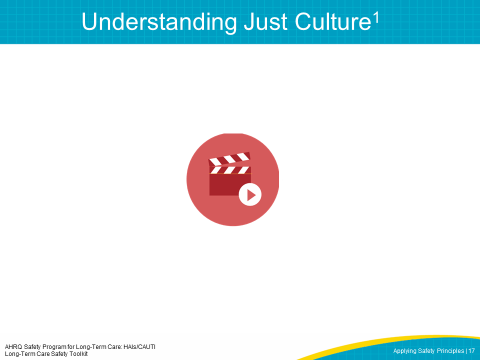 Understanding Just Culture¹
AHRQ Safety Program for Long-Term Care: HAIs/CAUTI
Long-Term Care Safety Toolkit
Applying Safety Principles | 17